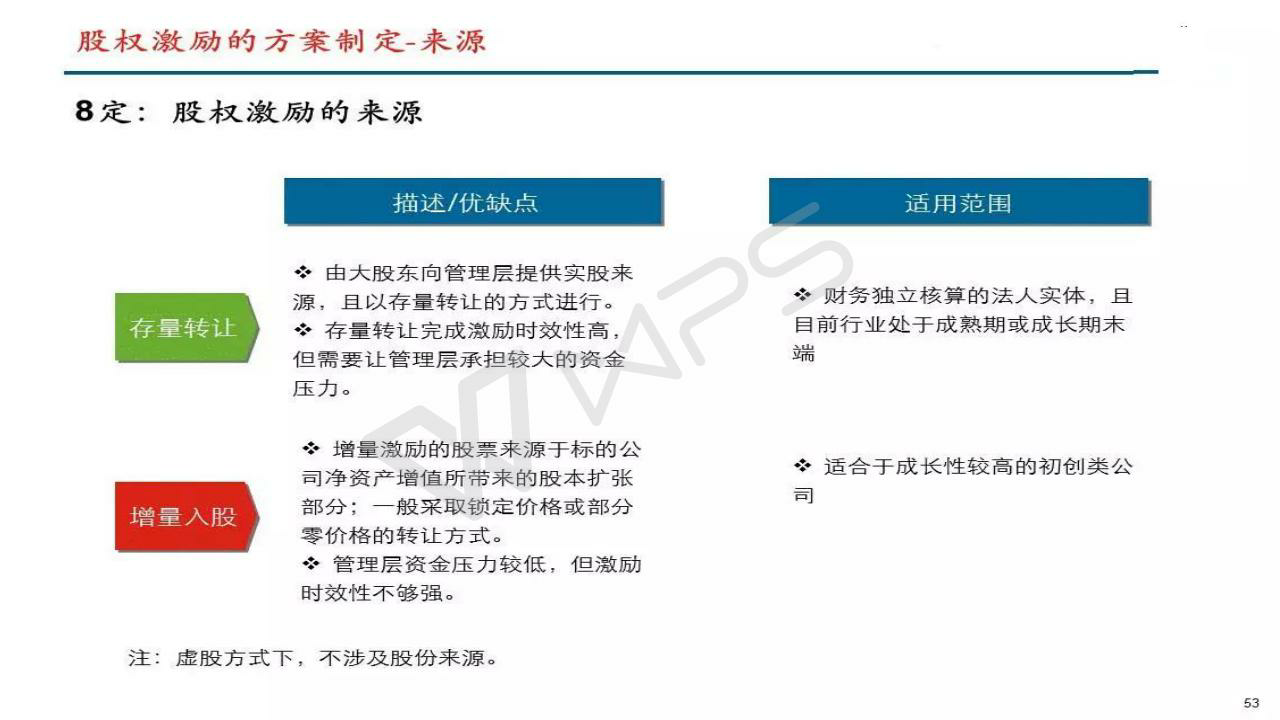 股权激励的方案制定-来源
8定：股权激励的来源
描述/优缺点
适用范围
存量转让
❖ 由大股东向管理层提供实股来
源，且以存量转让的方式进行。
❖ 存量转让完成激励时效性高，
但需要让管理层承担较大的资金
压力。
❖ 财务独立核算的法人实体，且
目前行业处于成熟期或成长期末
端
增量入股
❖ 增量激励的股票来源于标的公
司净资产增值所带来的股本扩张
部分；一般采取锁定价格或部分
零价格的转让方式。
❖ 管理层资金压力较低，但激励
时效性不够强。
❖ 适合于成长性较高的初创类公
司
注：虚股方式下，不涉及股份来源。
WPS
53